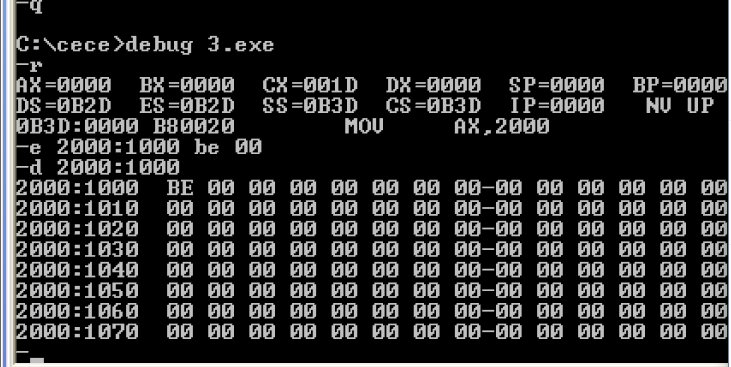 -q
C:\cece>debug 3.exe
-r
AX=0000  BX=0000  CX=001D  DX=0000  SP=0000  BP=0000
DS=0B2D  ES=0B2D  SS=0B3D  CS=0B3D  IP=0000   NV UP
0B3D:0000 B80020        MOV     AX,2000
-e 2000:1000 be 00
-d 2000:1000
2000:1000  BE 00 00 00 00 00 00 00-00 00 00 00 00 00
2000:1010  00 00 00 00 00 00 00 00-00 00 00 00 00 00
2000:1020  00 00 00 00 00 00 00 00-00 00 00 00 00 00
2000:1030  00 00 00 00 00 00 00 00-00 00 00 00 00 00
2000:1040  00 00 00 00 00 00 00 00-00 00 00 00 00 00
2000:1050  00 00 00 00 00 00 00 00-00 00 00 00 00 00
2000:1060  00 00 00 00 00 00 00 00-00 00 00 00 00 00
2000:1070  00 00 00 00 00 00 00 00-00 00 00 00 00 00
-_